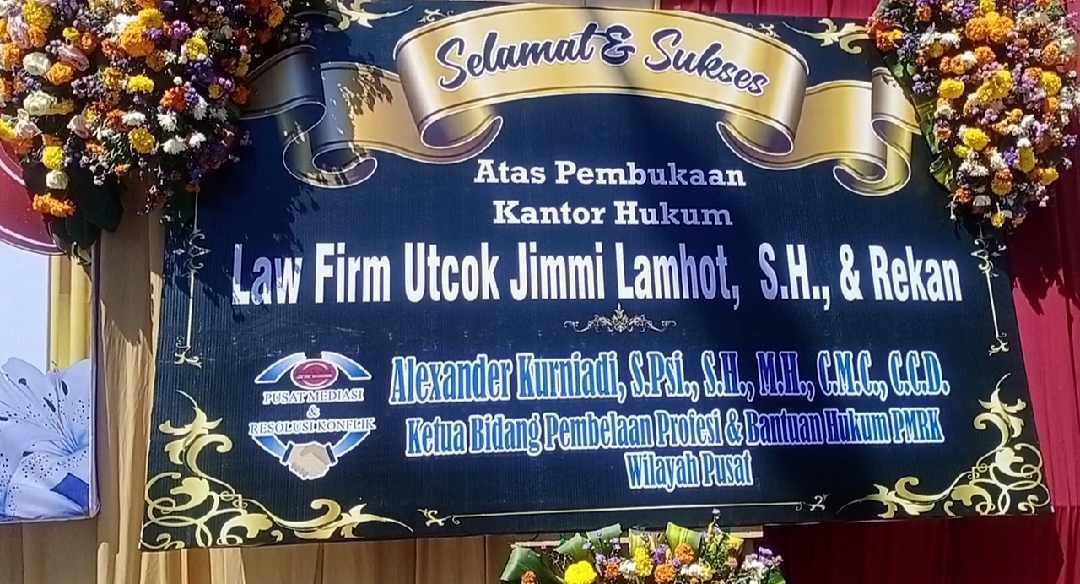 Selamat & Sukses
Atas Pembukaan
Kantor Hukum
Law Firm Utcok Jimmi Lamhot, S.H., & Rekan
PUSAT MEDIASI
&
RESOLUSI KONFLIK
Alexander Kurniadi, S.Psi., S.H., M.H., C.M.C., C.C.D.
Ketua Bidang Pembelaan Profesi & Bantuan Hukum PMRK
Wilayah Pusat